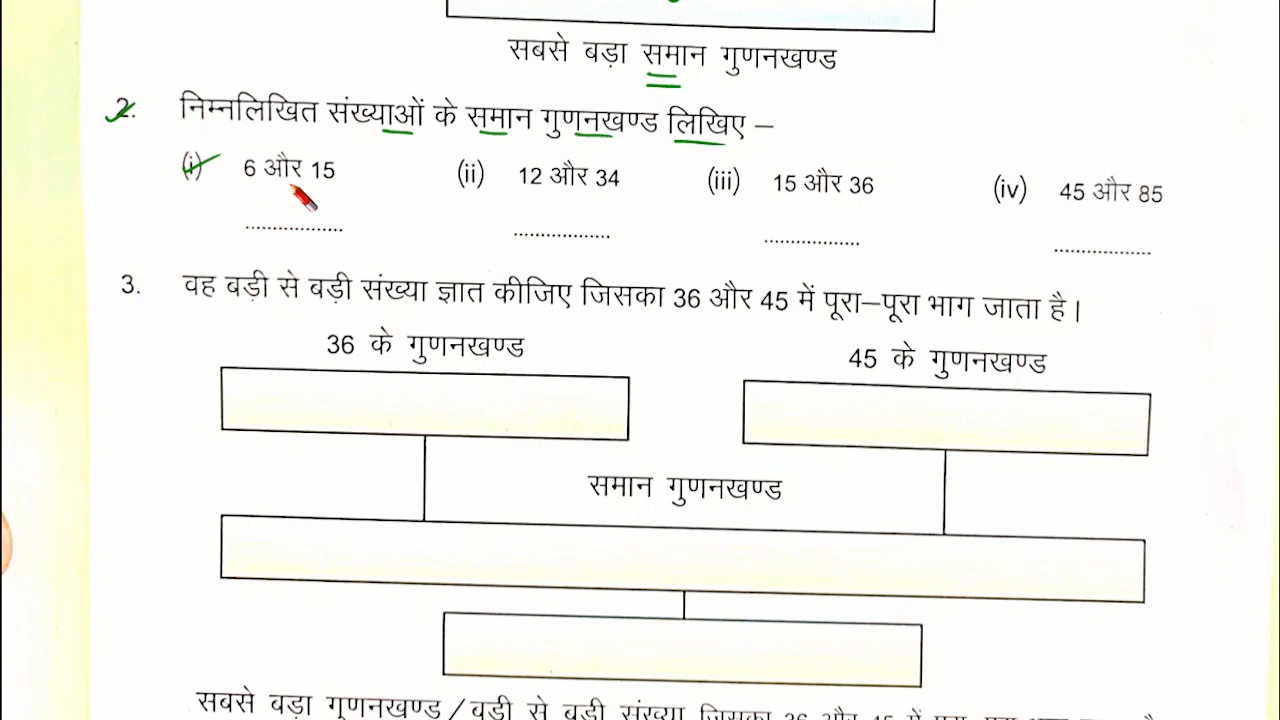 सबसे बड़ा समान गुणनखण्ड
2. निम्नलिखित संख्याओं के समान गुणनखण्ड लिखिए –
(i) 6 और 15 (ii) 12 और 34 (iii) 15 और 36 (iv) 45 और 85
.................. .................. .................. ..................
3. वह बड़ी से बड़ी संख्या ज्ञात कीजिए जिसका 36 और 45 में पूरा–पूरा भाग जाता है।
36 के गुणनखण्ड 45 के गुणनखण्ड
समान गुणनखण्ड
सबसे बड़ा गुणनखण्ड / बड़ी से बड़ी संख्या जिसका 36 और 45 में